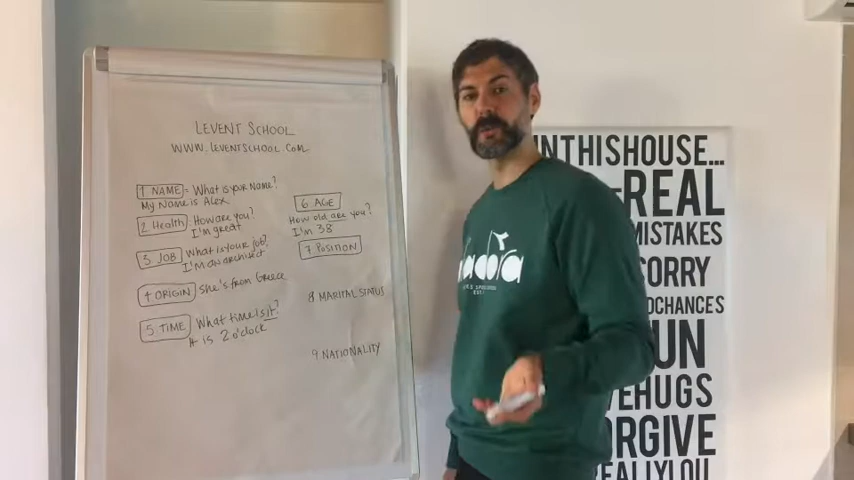 LEVENT SCHOOL
WWW.LEVENTSCHOOL.COM
1 NAME = What is your Name?
My Name is Alex
2 Health How are you?
I'm great
3 JOB What is your job?
I'm an architect
4 ORIGIN She's from Greece
5. TIME What time is it?
It is 2 o'clock
6 AGE
How old are you?
I'm 38
7 POSITION
8 MARITAL STATUS
9 NATIONALITY
diadora
INTHISHOUSE...
REAL
MISTAKES
SORRY
DCHANCES
UN
VEHUGS
ORGIVE
REALLYLOU